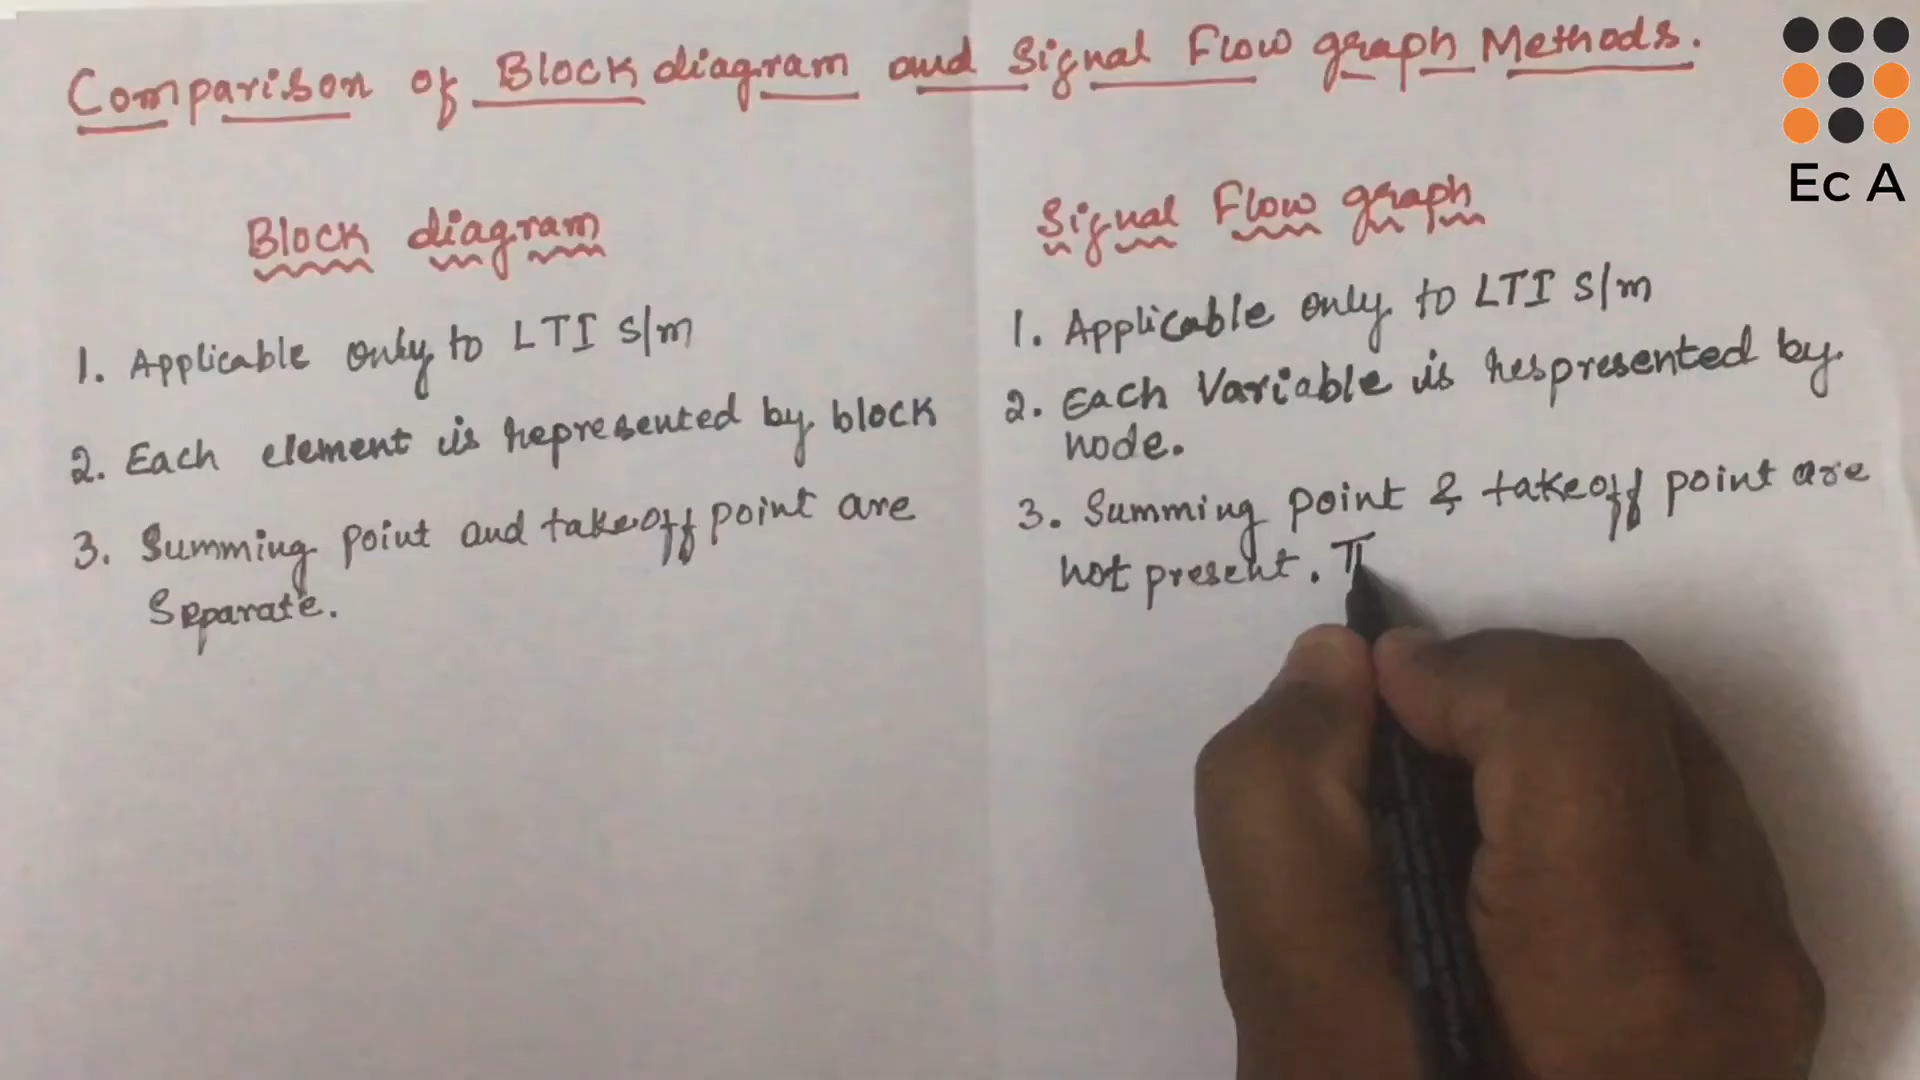 Comparison of Block diagram and Signal Flow graph Methods.
Ec A
Block diagram
1. Applicable only to LTI s/m
2. Each element is represented by block
3. Summing point and takeoff point are
Separate.
Signal Flow graph
1. Applicable only to LTI s/m
2. Each Variable is respresented by
node.
3. Summing point & takeoff point are
not present.